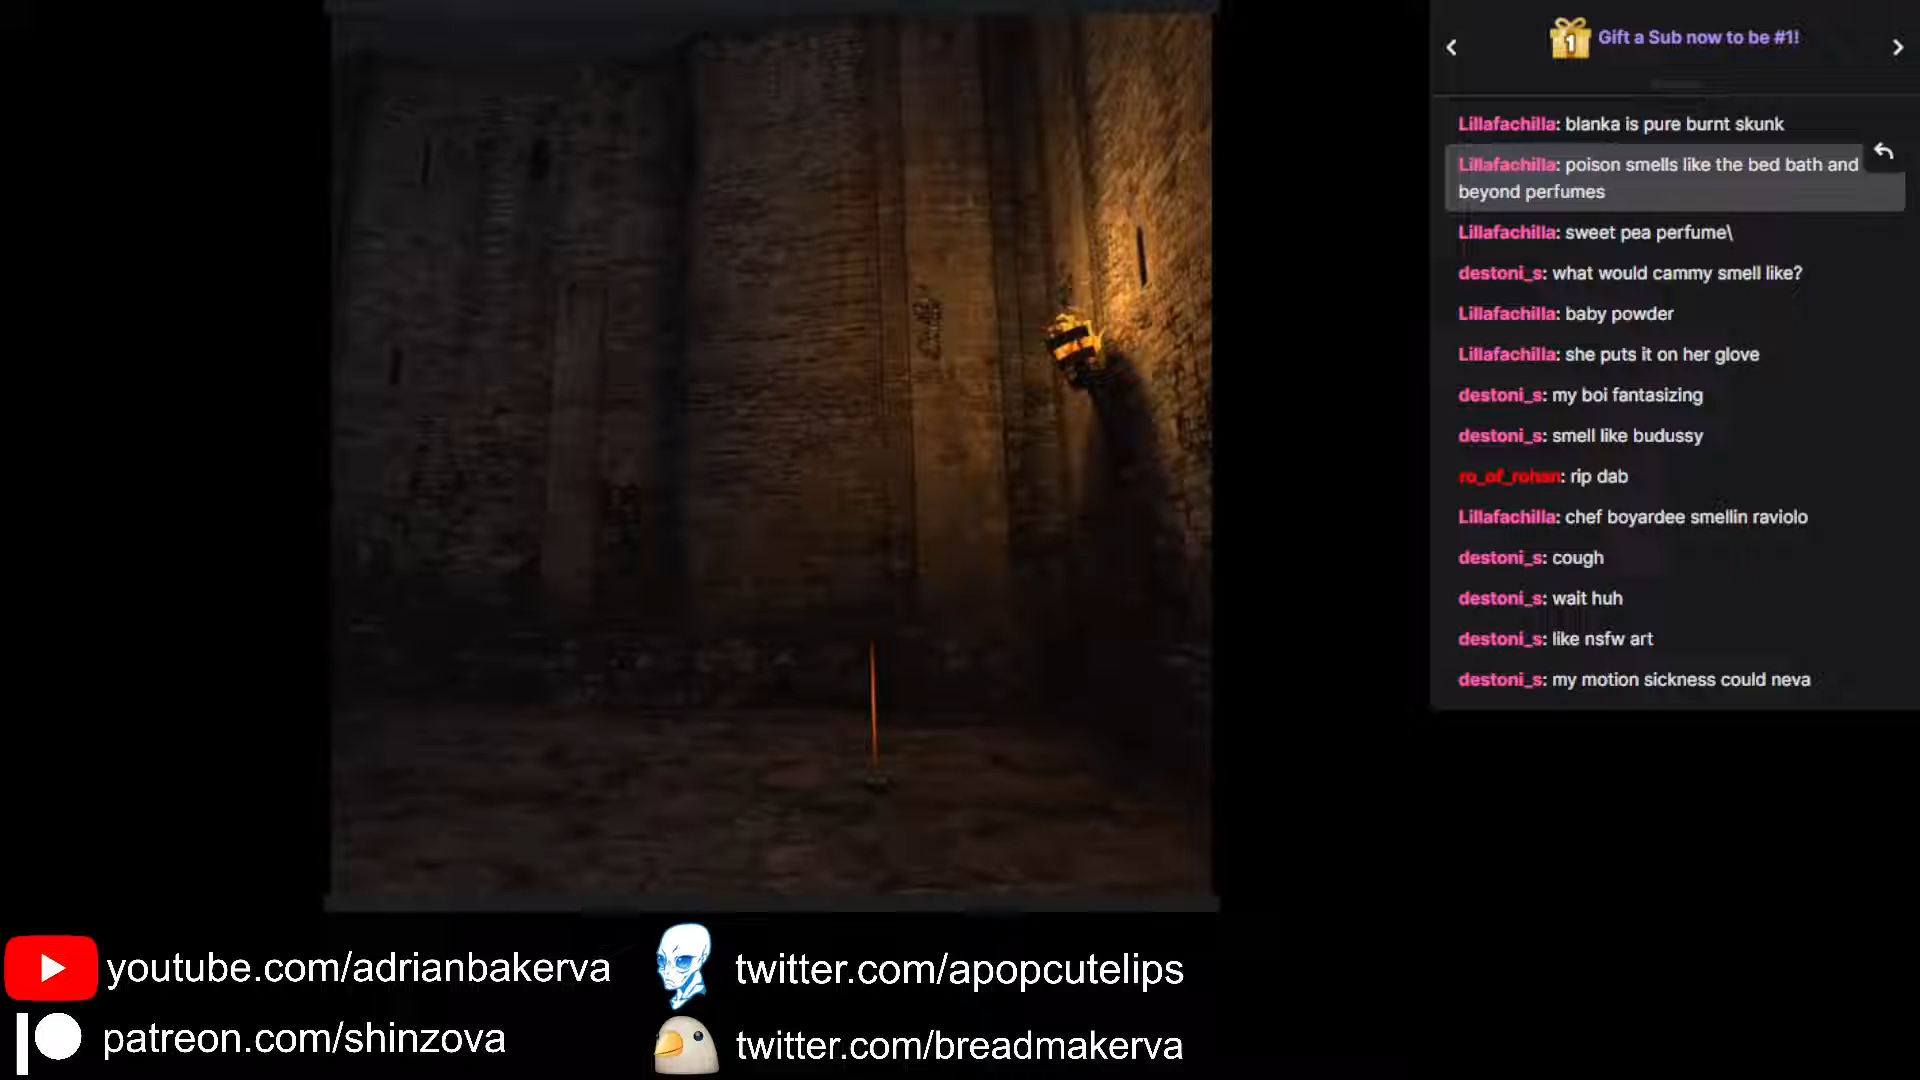 1
Gift a Sub now to be #1!
Lillafachilla: blanka is pure burnt skunk
Lillafachilla: poison smells like the bed bath and
beyond perfumes
Lillafachilla: sweet pea perfume\
destoni_s: what would cammy smell like?
Lillafachilla: baby powder
Lillafachilla: she puts it on her glove
destoni_s: my boi fantasizing
destoni_s: smell like budussy
ro_of_rohan: rip dab
Lillafachilla: chef boyardee smellin raviolo
destoni_s: cough
destoni_s: wait huh
destoni_s: like nsfw art
destoni_s: my motion sickness could neva
youtube.com/adrianbakerva
twitter.com/apopcutelips
patreon.com/shinzova
twitter.com/breadmakerva